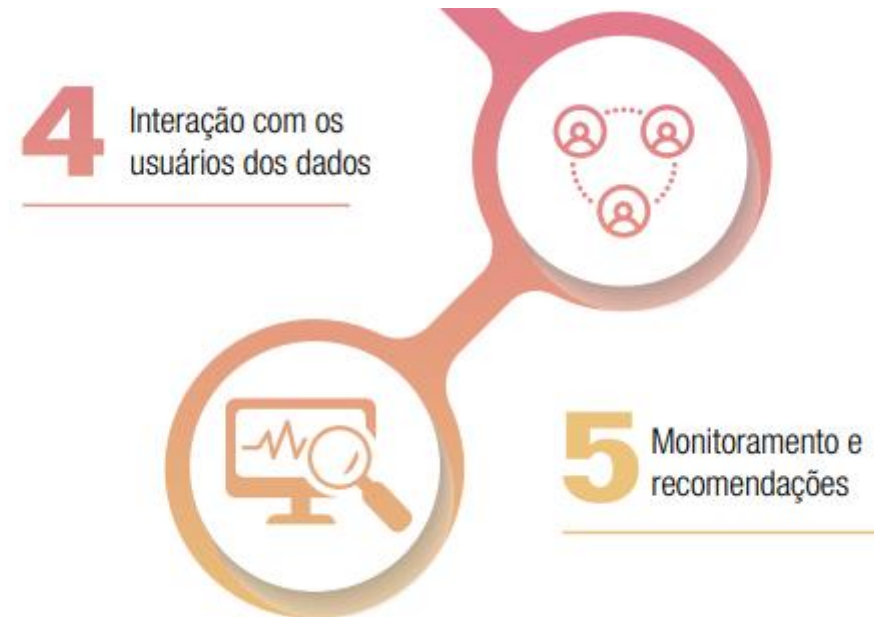 4
Interação com os
usuários dos dados
5
Monitoramento e
recomendações